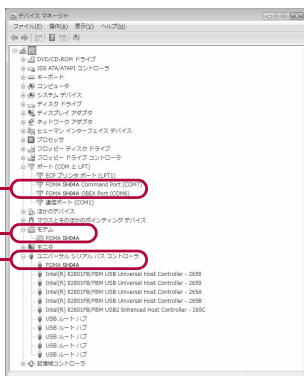 デバイス マネージャ
ファイル(F) 操作(A) 表示(V) ヘルプ(H)
DVD/CD-ROM ドライブ
IDE ATA/ATAPI コントローラ
キーボード
コンピュータ
システム デバイス
ディスク ドライブ
ディスプレイ アダプタ
ネットワーク アダプタ
ヒューマン インターフェイス デバイス
プロセッサ
フロッピー ディスク ドライブ
フロッピー ドライブ コントローラ
ポート (COM と LPT)
ECP プリンタ ポート (LPT1)
FOMA SH04A Command Port (COM7)
FOMA SH04A OBEX Port (COM6)
通信ポート (COM1)
ほかのデバイス
マウスとそのほかのポインティング デバイス
モデム
FOMA SH04A
モニタ
ユニバーサル シリアル バス コントローラ
FOMA SH04A
Intel(R) 82801FB/FBM USB Universal Host Controller - 2658
Intel(R) 82801FB/FBM USB Universal Host Controller - 2659
Intel(R) 82801FB/FBM USB Universal Host Controller - 265A
Intel(R) 82801FB/FBM USB Universal Host Controller - 265B
Intel(R) 82801FB/FBM USB2 Enhanced Host Controller - 265C
USB ルート ハブ
USB ルート ハブ
USB ルート ハブ
USB ルート ハブ
USB ルート ハブ
記憶域コントローラ